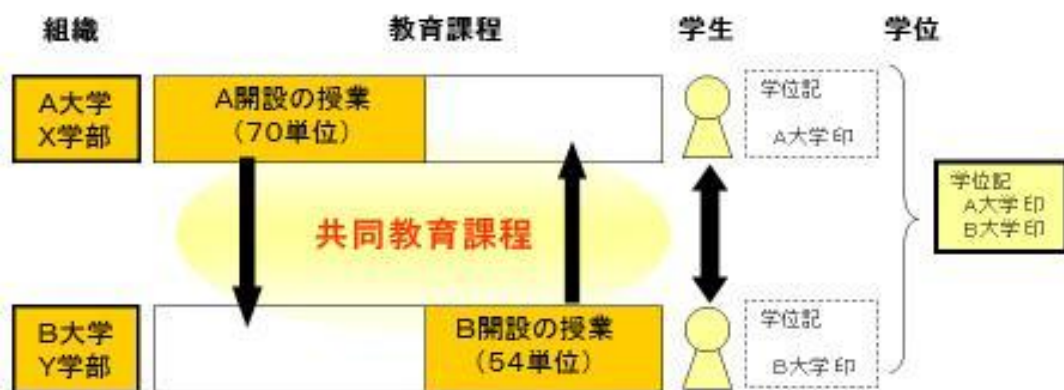 組織
教育課程
学生
学位
A大学
X学部
A開設の授業
(70単位)
学位記
A大学印
共同教育課程
学位記
A大学印
B大学印
B大学
Y学部
B開設の授業
(54単位)
学位記
B大学印